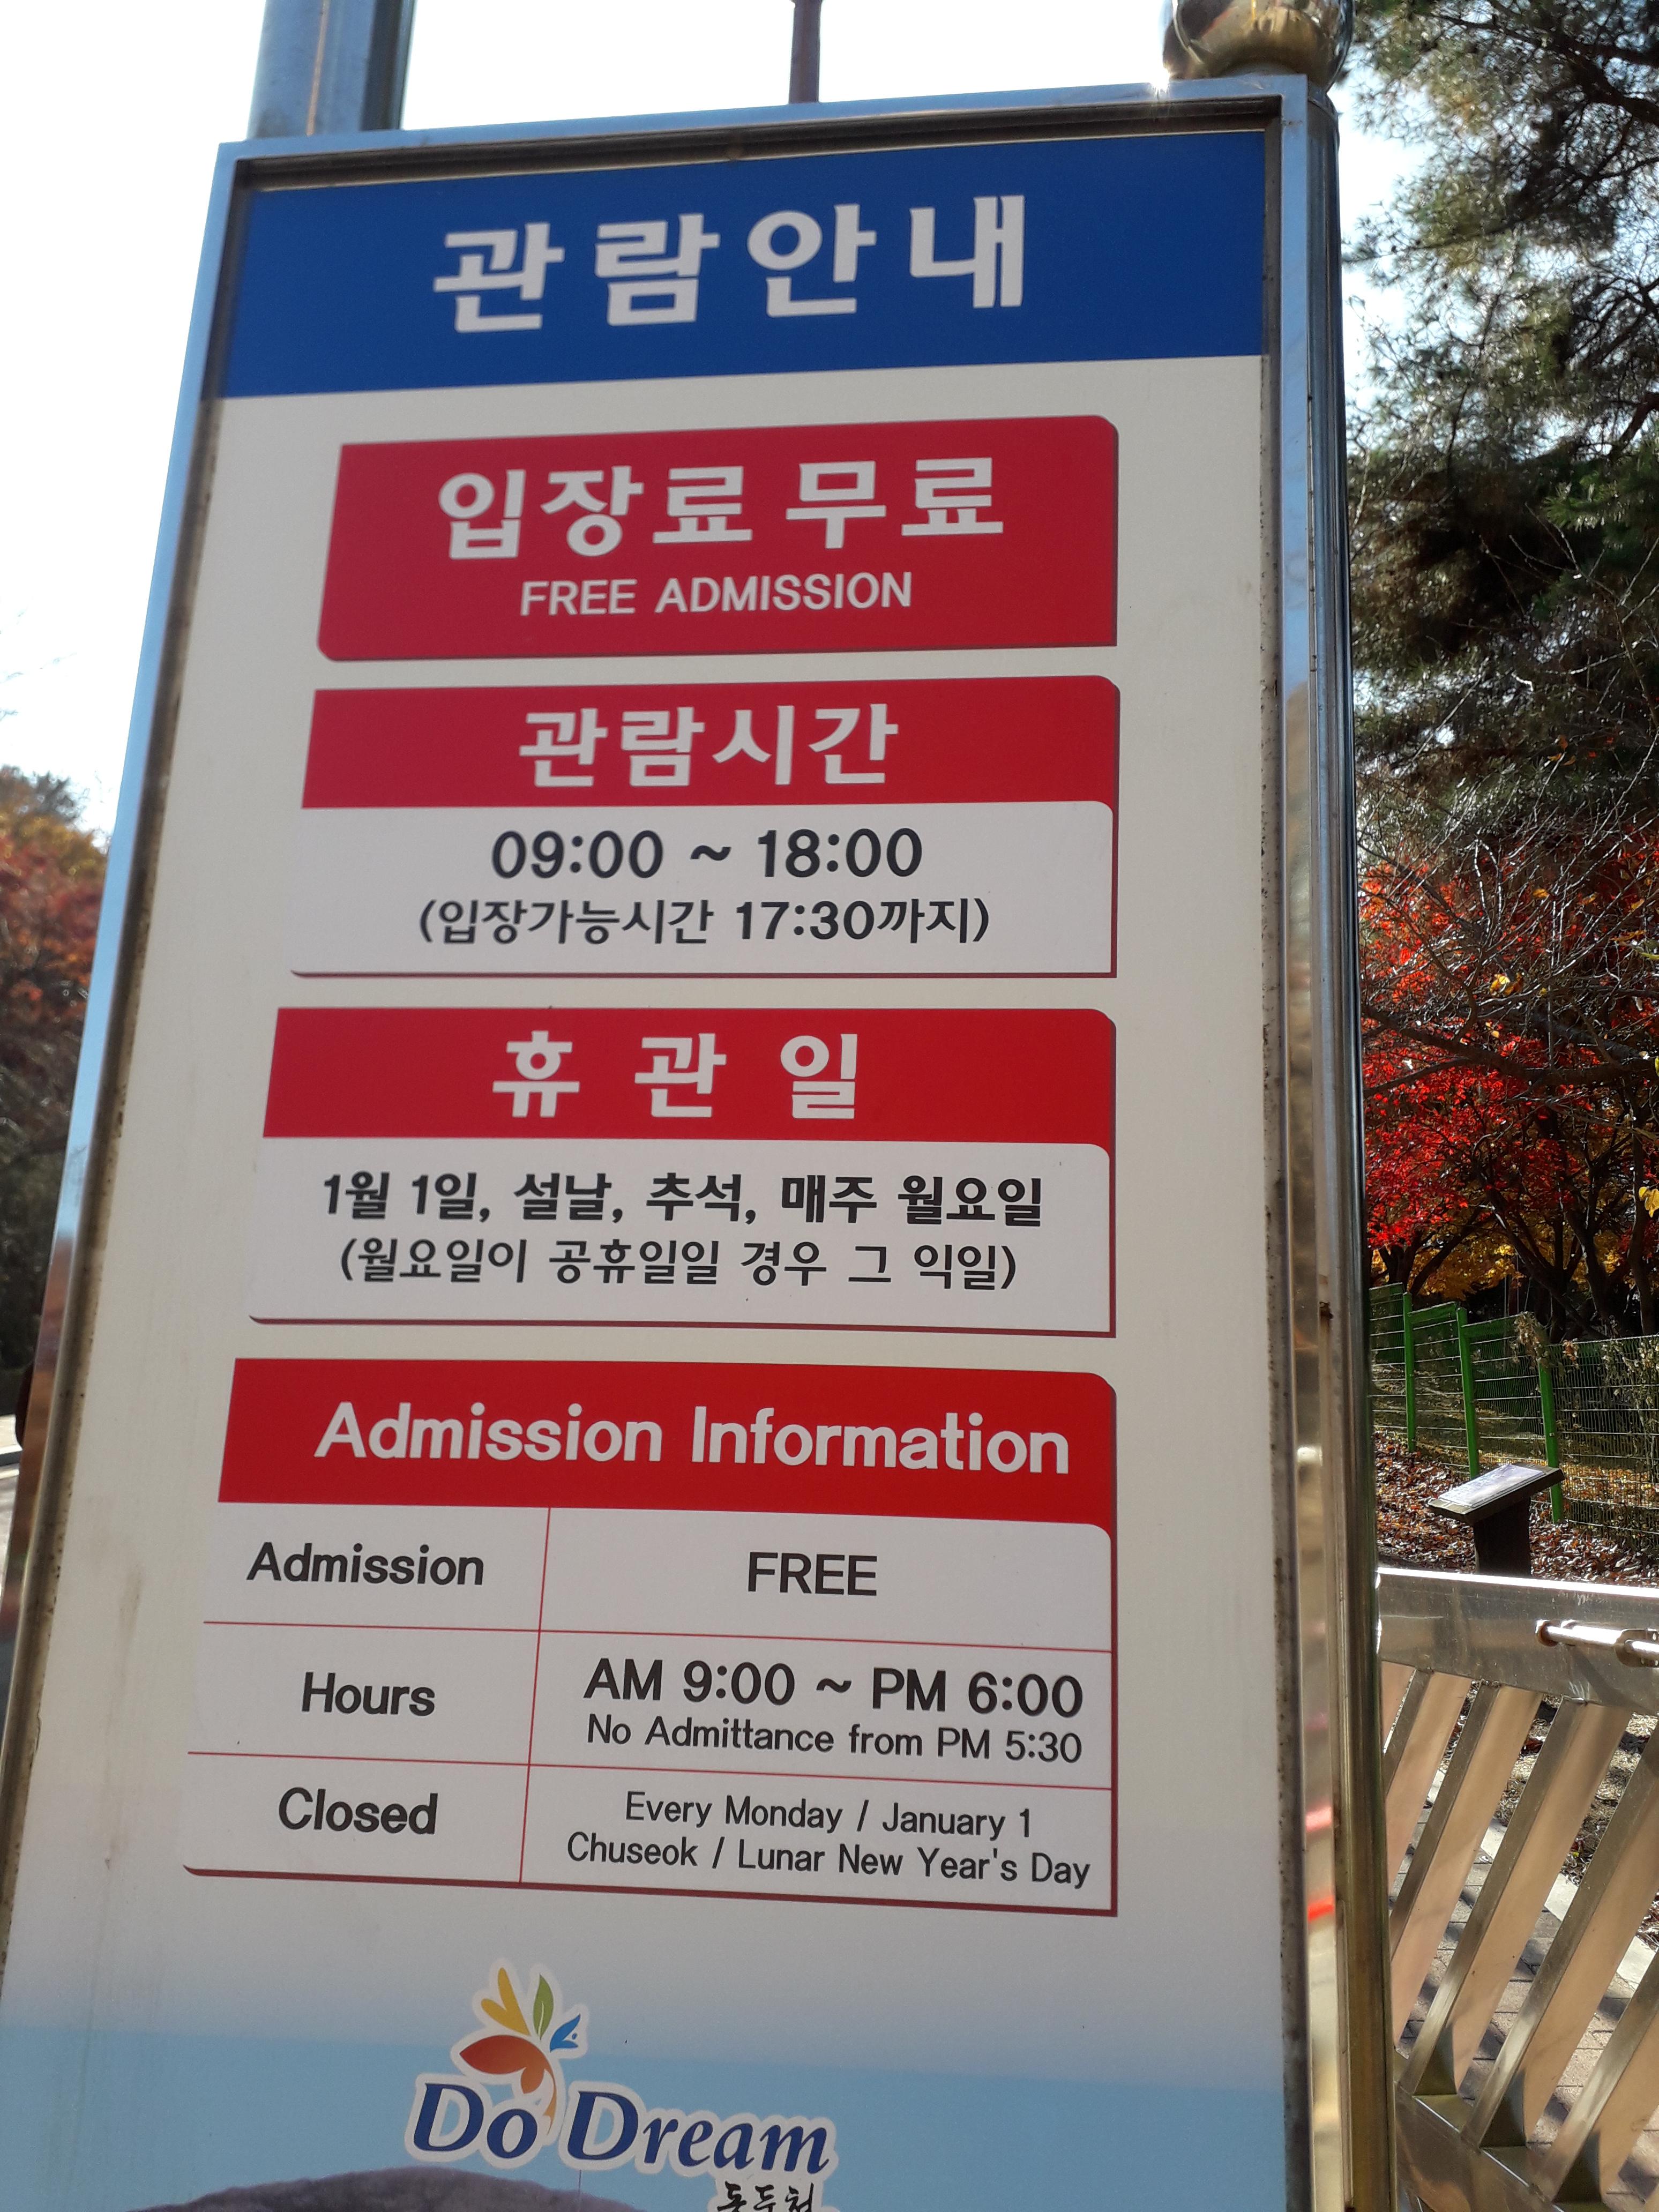 관람안내
입장료 무료
FREE ADMISSION
관람시간
09:00 ~ 18:00
(입장가능시간 17:30까지)
휴 관 일
1월 1일, 설날, 추석, 매주 월요일
(월요일이 공휴일일 경우 그 익일)
Admission Information
Admission FREE
Hours AM 9:00 ~ PM 6:00
No Admittance from PM 5:30
Closed Every Monday / January 1
Chuseok / Lunar New Year's Day
Do Dream
동두천